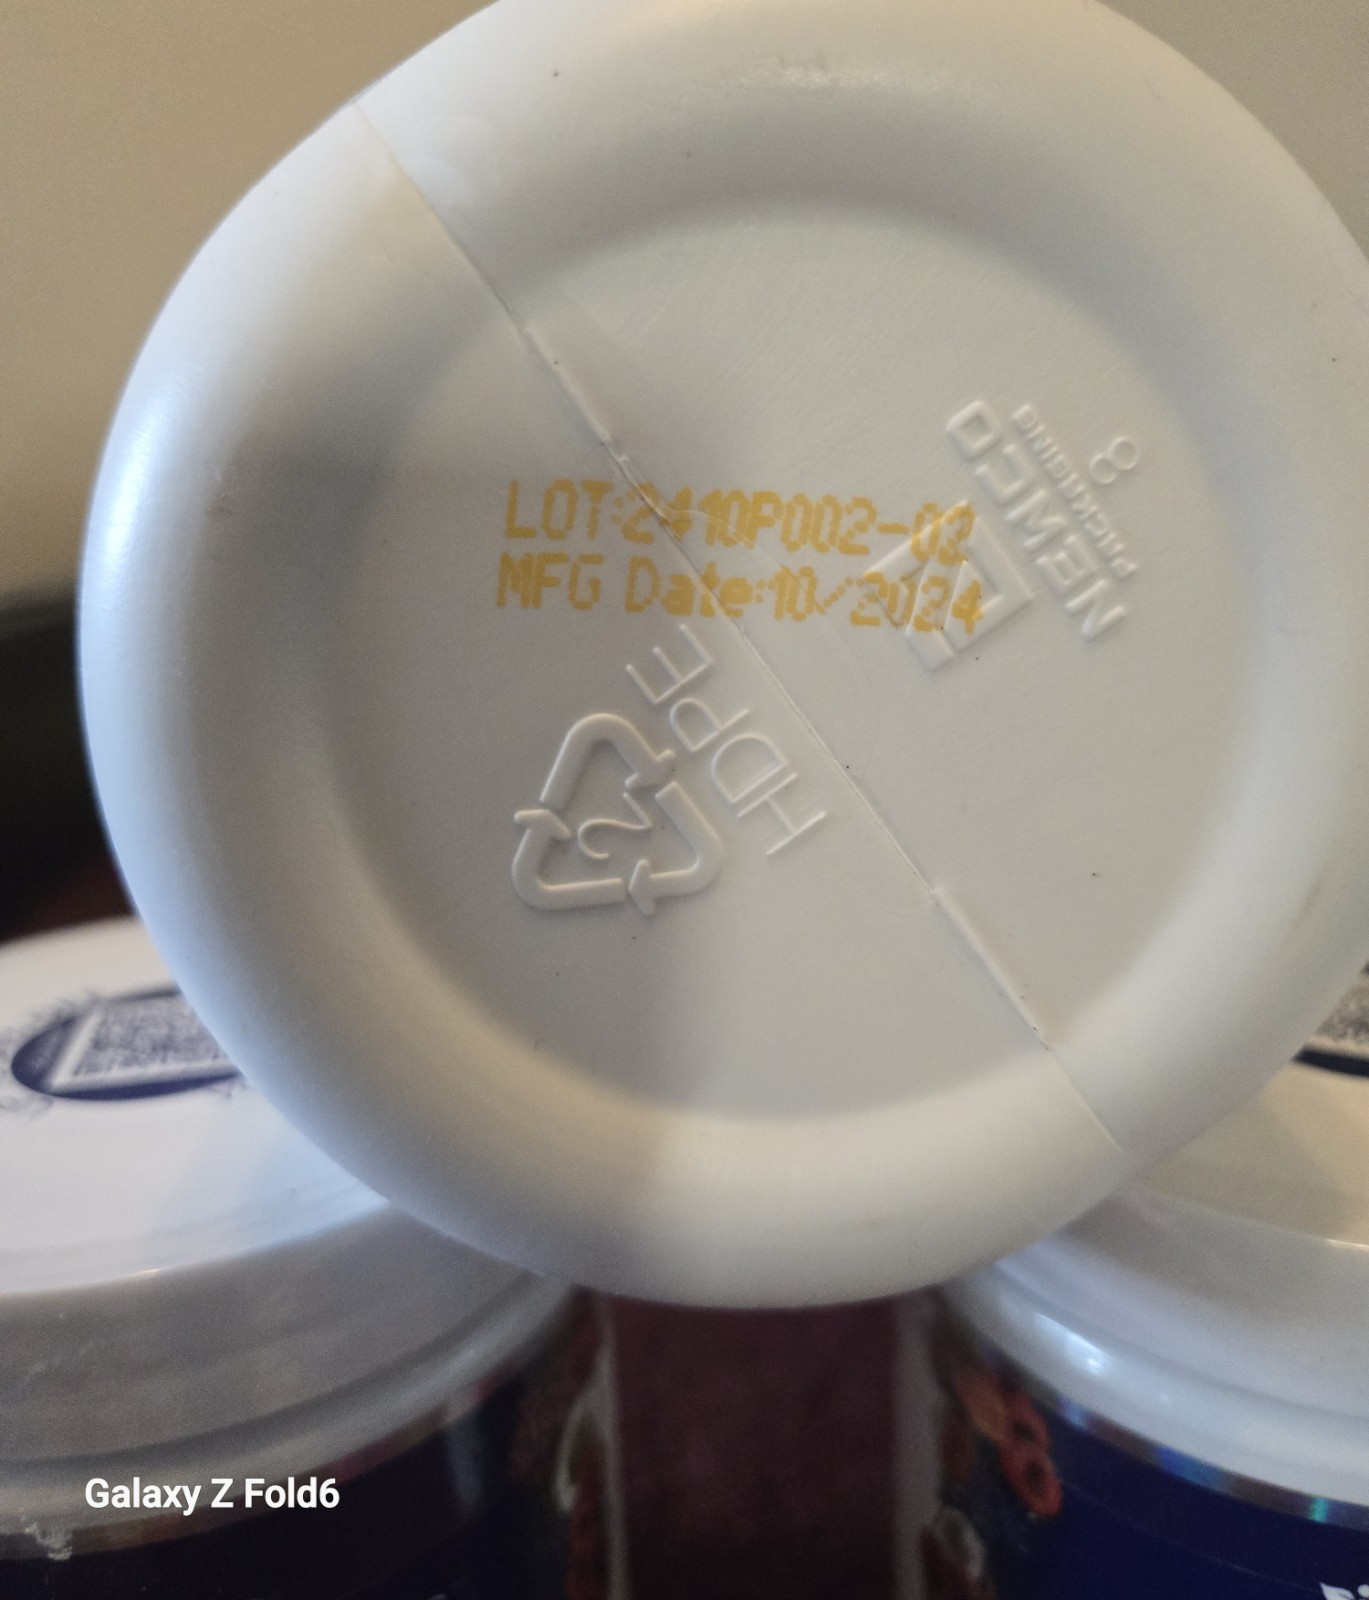 LOT:2410P002-02
MFG Date:10/2024
HDPE
2
NEMCO
PACKAGING
8
Galaxy Z Fold6